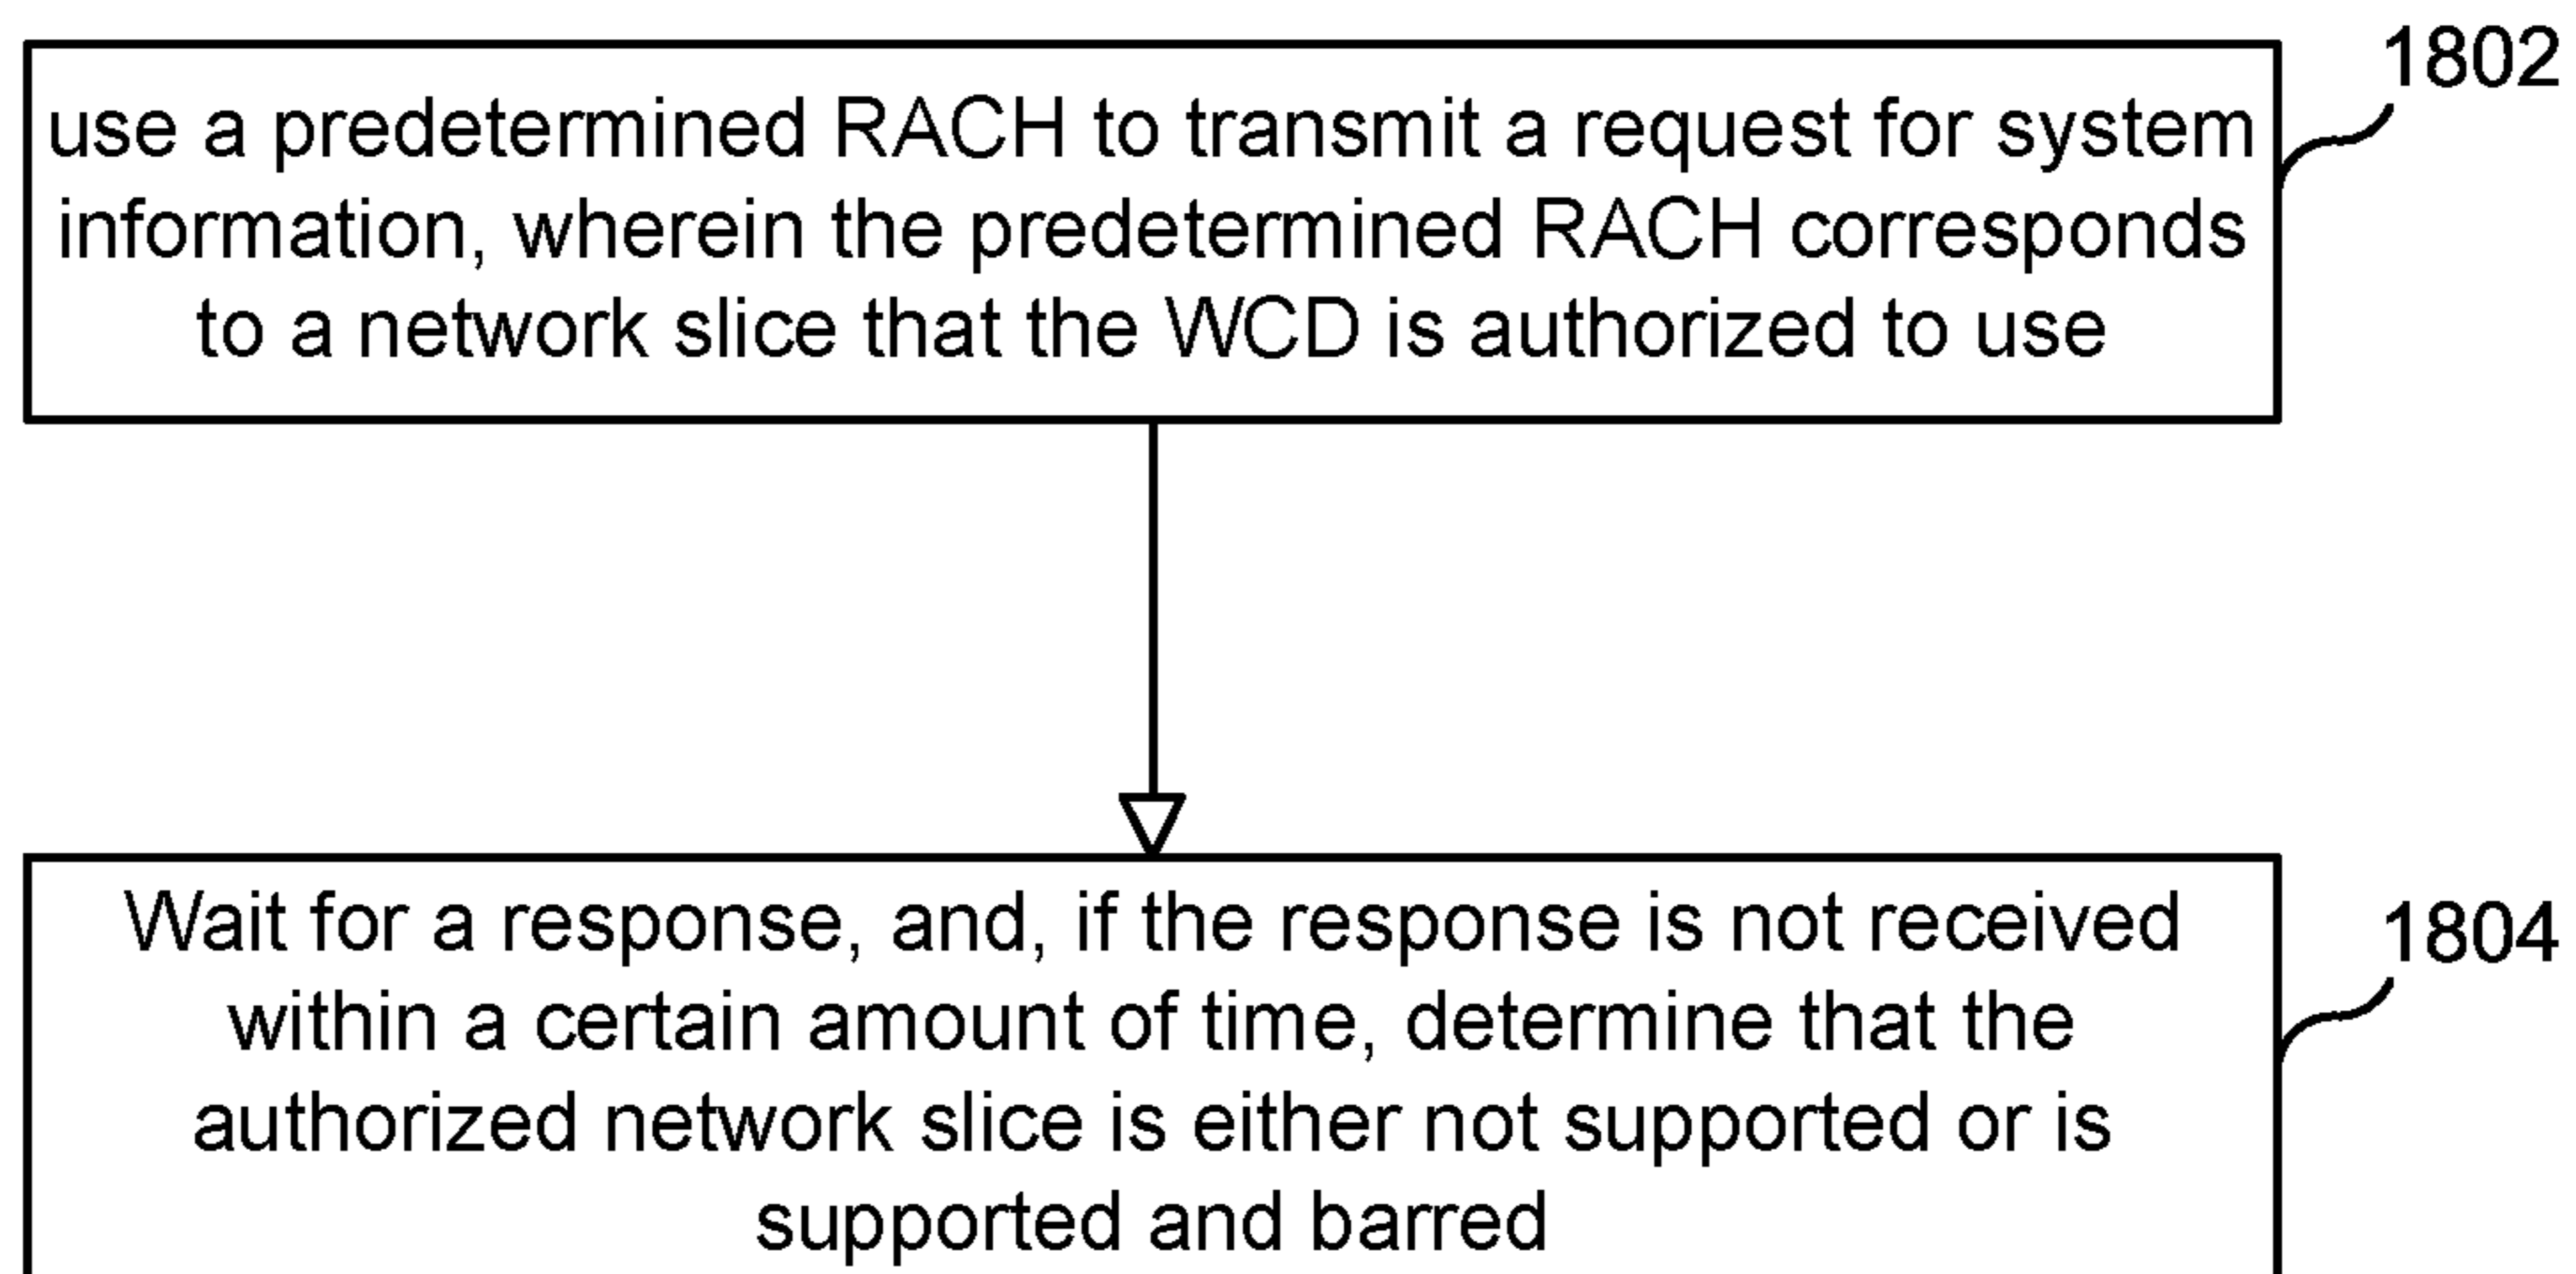 1802
use a predetermined RACH to transmit a request for system
information, wherein the predetermined RACH corresponds
to a network slice that the WCD is authorized to use
1804
Wait for a response, and, if the response is not received
within a certain amount of time, determine that the
authorized network slice is either not supported or is
supported and barred